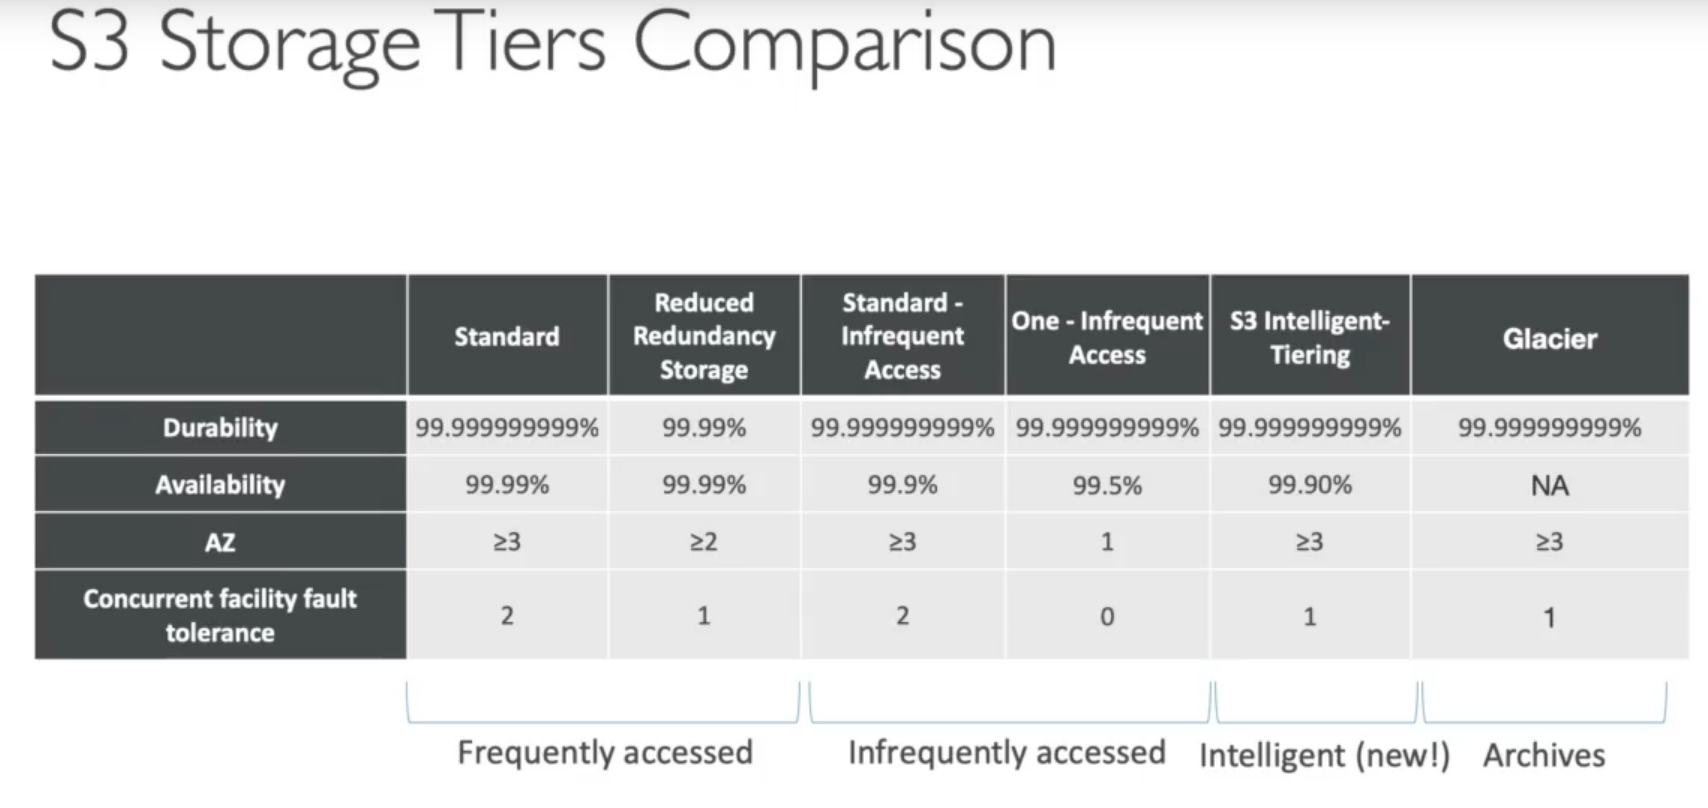 S3 Storage Tiers Comparison
Standard
Reduced
Redundancy
Storage
Standard -
Infrequent
Access
One - Infrequent
Access
S3 Intelligent-
Tiering
Glacier
Durability 99.999999999% 99.99% 99.999999999% 99.999999999% 99.999999999% 99.999999999%
Availability 99.99% 99.99% 99.9% 99.5% 99.90% NA
AZ ≥3 ≥2 ≥3 1 ≥3 ≥3
Concurrent facility fault
tolerance
2 1 2 0 1 1
Frequently accessed Infrequently accessed Intelligent (new!) Archives